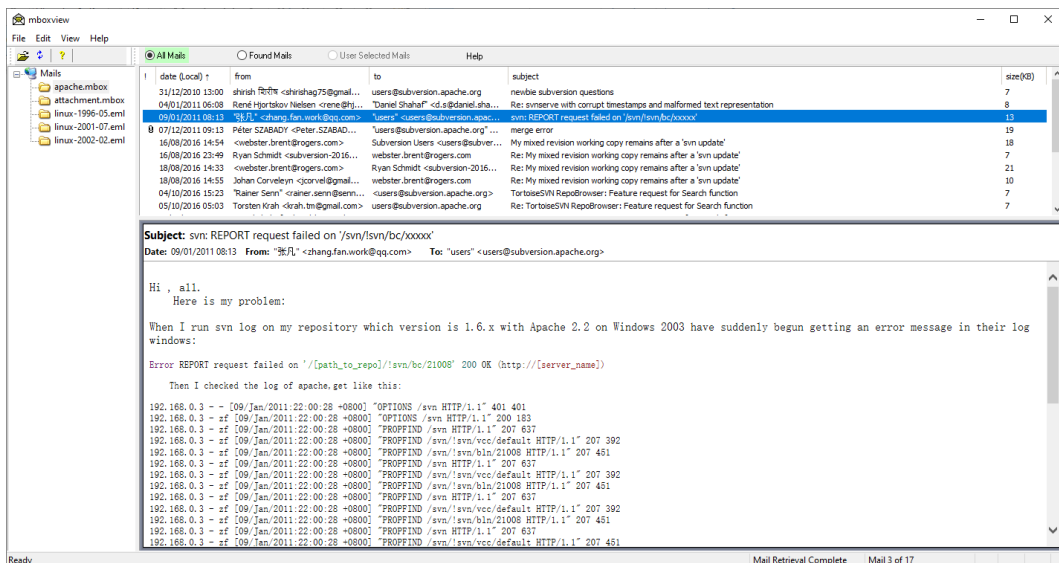 mboxview
File Edit View Help
? All Mails Found Mails User Selected Mails Help
Mails
apache.mbox
attachment.mbox
linux-1996-05.eml
linux-2001-07.eml
linux-2002-02.eml
! date (Local) ↑ from to subject size(KB)
31/12/2010 13:00 shirish शिरीष <shirishag75@gmail... users@subversion.apache.org newbie subversion questions 7
04/01/2011 06:08 René Hjortskov Nielsen <rene@hj... "Daniel Shahaf" <d.s@daniel.sha... Re: svnserve with corrupt timestamps and malformed text representation 8
09/01/2011 08:13 "张凡" <zhang.fan.work@qq.com> "users" <users@subversion.apac... svn: REPORT request failed on '/svn/!svn/bc/xxxxx' 13
07/12/2011 09:13 Péter SZABADY <Peter.SZABAD... "users@subversion.apache.org" ... merge error 19
16/08/2016 14:54 <webster.brent@rogers.com> Subversion Users <users@subver... My mixed revision working copy remains after a 'svn update' 18
16/08/2016 23:49 Ryan Schmidt <subversion-2016... webster.brent@rogers.com Re: My mixed revision working copy remains after a 'svn update' 7
18/08/2016 14:33 <webster.brent@rogers.com> Ryan Schmidt <subversion-2016... Re: My mixed revision working copy remains after a 'svn update' 21
18/08/2016 14:55 Johan Corveleyn <jcorvel@gmail... webster.brent@rogers.com Re: My mixed revision working copy remains after a 'svn update' 10
04/10/2016 15:23 "Rainer Senn" <rainer.senn@senn... <users@subversion.apache.org> TortoiseSVN RepoBrowser: Feature request for Search function 7
05/10/2016 05:03 Torsten Krah <krah.tm@gmail.com> users@subversion.apache.org Re: TortoiseSVN RepoBrowser: Feature request for Search function 7
Subject: svn: REPORT request failed on '/svn/!svn/bc/xxxxx'
Date: 09/01/2011 08:13 From: "张凡" <zhang.fan.work@qq.com> To: "users" <users@subversion.apache.org>
Hi , all.
Here is my problem:
When I run svn log on my repository which version is 1.6.x with Apache 2.2 on Windows 2003 have suddenly begun getting an error message in their log
windows:
Error REPORT request failed on '/[path_to_repo]/!svn/bc/21008' 200 OK (http://[server_name])
Then I checked the log of apache,get like this:
192.168.0.3 - - [09/Jan/2011:22:00:28 +0800] "OPTIONS /svn HTTP/1.1" 401 401
192.168.0.3 - zf [09/Jan/2011:22:00:28 +0800] "OPTIONS /svn HTTP/1.1" 200 183
192.168.0.3 - zf [09/Jan/2011:22:00:28 +0800] "PROPFIND /svn HTTP/1.1" 207 637
192.168.0.3 - zf [09/Jan/2011:22:00:28 +0800] "PROPFIND /svn/!svn/vcc/default HTTP/1.1" 207 392
192.168.0.3 - zf [09/Jan/2011:22:00:28 +0800] "PROPFIND /svn/!svn/bln/21008 HTTP/1.1" 207 451
192.168.0.3 - zf [09/Jan/2011:22:00:28 +0800] "PROPFIND /svn HTTP/1.1" 207 637
192.168.0.3 - zf [09/Jan/2011:22:00:28 +0800] "PROPFIND /svn/!svn/vcc/default HTTP/1.1" 207 392
192.168.0.3 - zf [09/Jan/2011:22:00:28 +0800] "PROPFIND /svn/!svn/bln/21008 HTTP/1.1" 207 451
192.168.0.3 - zf [09/Jan/2011:22:00:28 +0800] "PROPFIND /svn HTTP/1.1" 207 637
192.168.0.3 - zf [09/Jan/2011:22:00:28 +0800] "PROPFIND /svn/!svn/vcc/default HTTP/1.1" 207 392
192.168.0.3 - zf [09/Jan/2011:22:00:28 +0800] "PROPFIND /svn/!svn/bln/21008 HTTP/1.1" 207 451
192.168.0.3 - zf [09/Jan/2011:22:00:28 +0800] "PROPFIND /svn HTTP/1.1" 207 637
192.168.0.3 - zf [09/Jan/2011:22:00:28 +0800] "PROPFIND /svn/!svn/vcc/default HTTP/1.1" 207 451
Ready Mail Retrieval Complete Mail 3 of 17